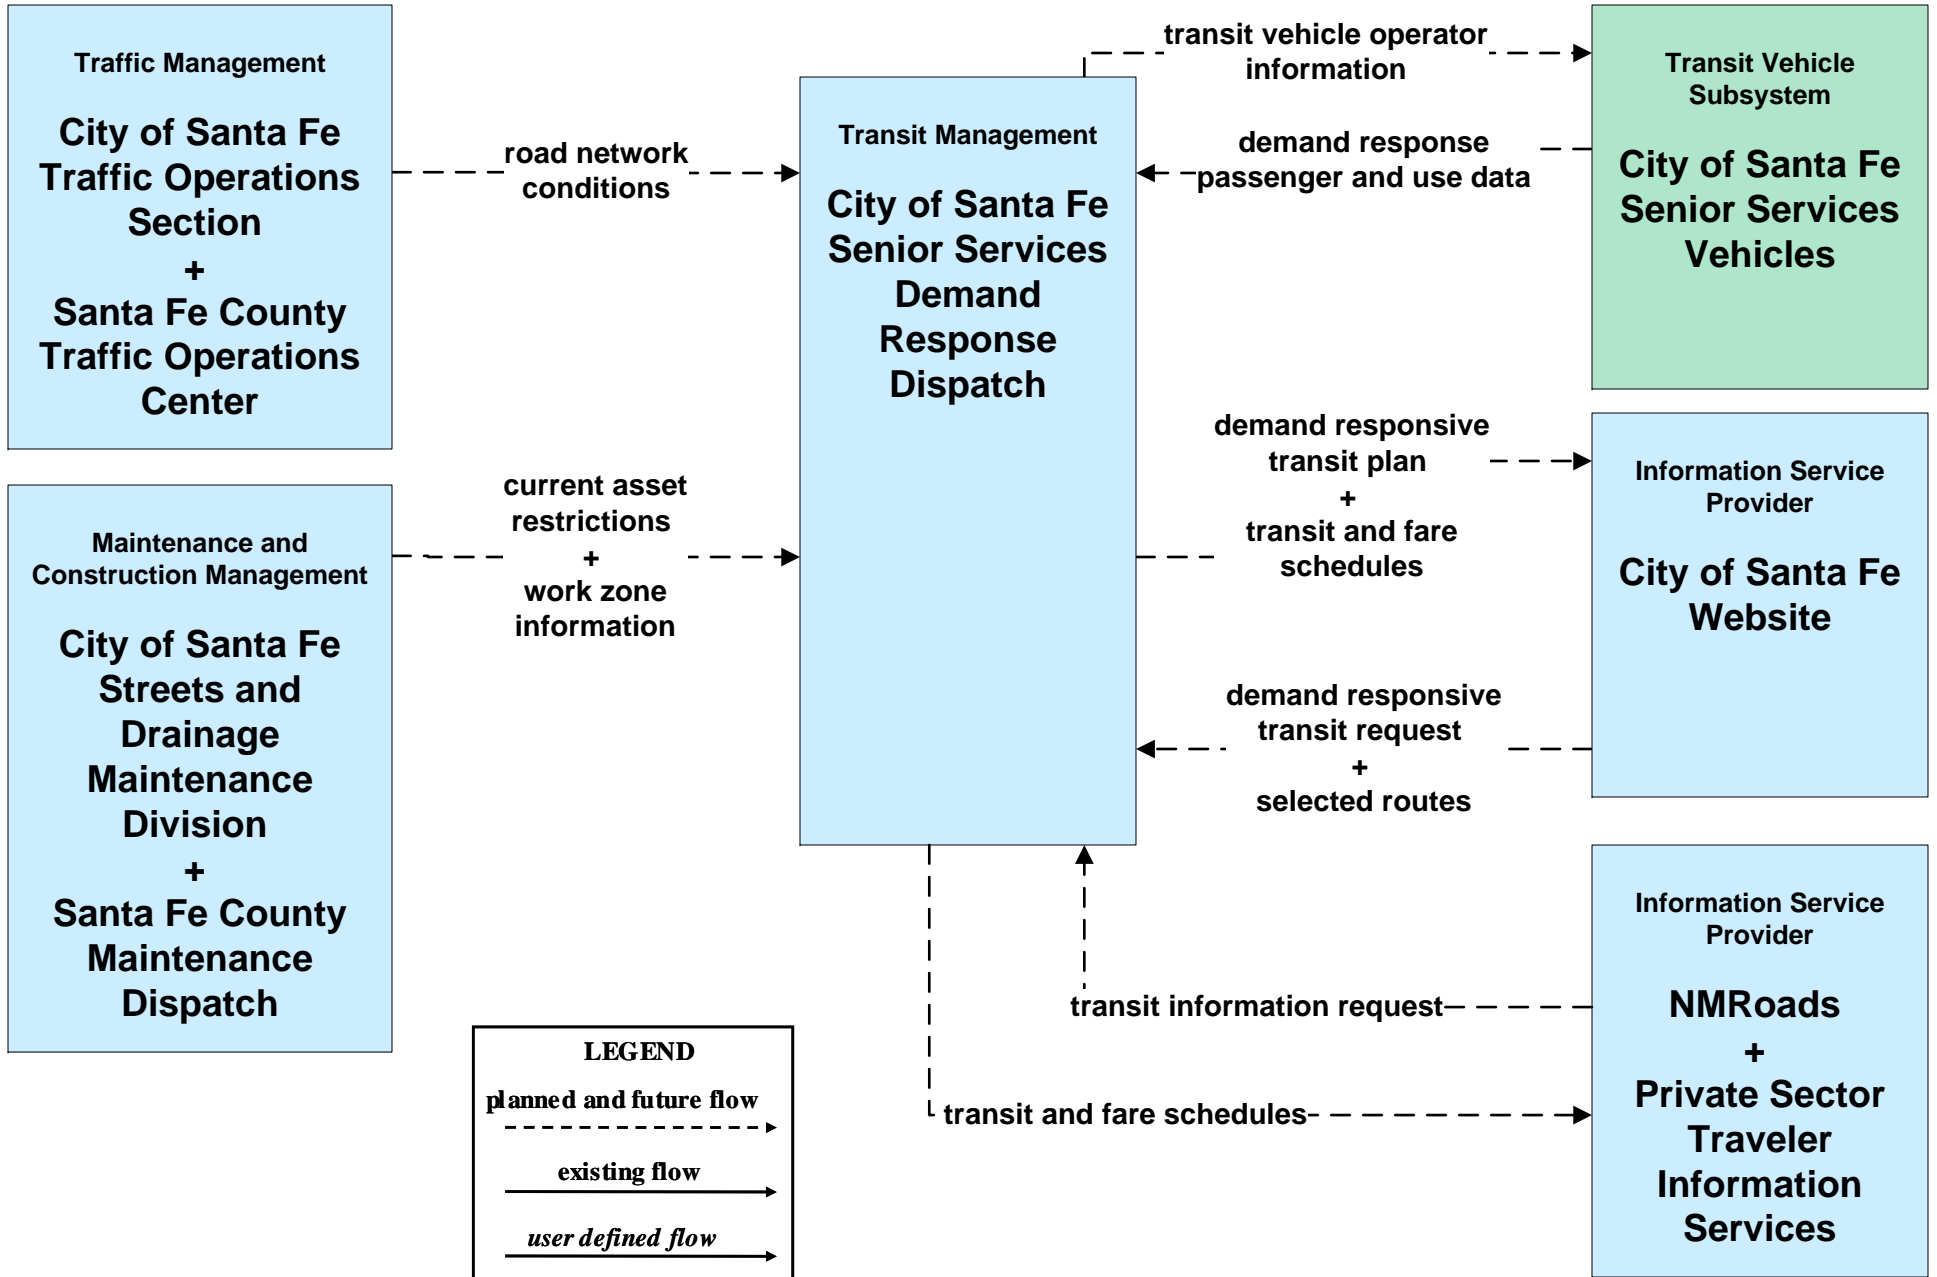 Traffic Management
City of Santa Fe
Traffic Operations
Section
+
Santa Fe County
Traffic Operations
Center
road network
conditions
Maintenance and
Construction Management
City of Santa Fe
Streets and
Drainage
Maintenance
Division
+
Santa Fe County
Maintenance
Dispatch
current asset
restrictions
+
work zone
information
Transit Management
City of Santa Fe
Senior Services
Demand
Response
Dispatch
transit vehicle operator
information
demand response
passenger and use data
Transit Vehicle
Subsystem
City of Santa Fe
Senior Services
Vehicles
demand responsive
transit plan
+
transit and fare
schedules
Information Service
Provider
City of Santa Fe
Website
demand responsive
transit request
+
selected routes
transit information request
transit and fare schedules
Information Service
Provider
NMRoads
+
Private Sector
Traveler
Information
Services
LEGEND
planned and future flow
existing flow
user defined flow